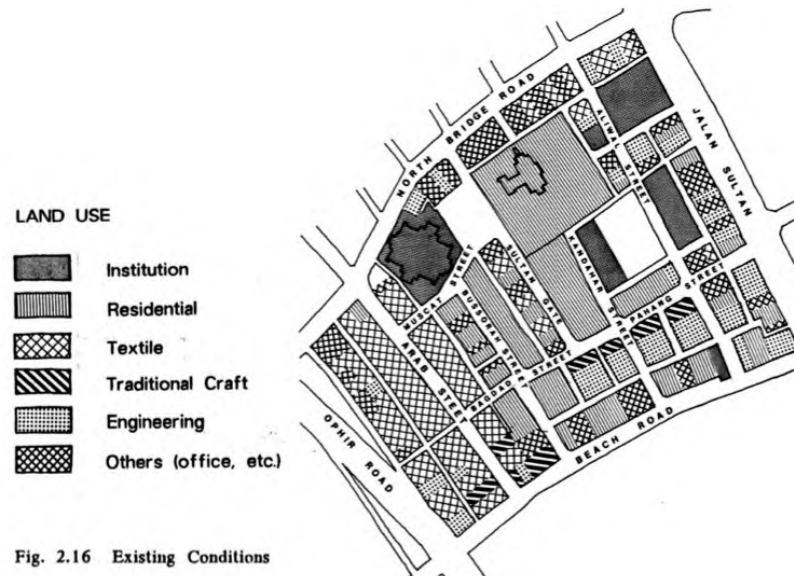 NORTH BRIDGE ROAD
ALIWAL STREET
JALAN SULTAN
LAND USE
Institution
Residential
Textile
Traditional Craft
Engineering
Others (office, etc.)
MUSCAT STREET
SULTAN GATE
KANDAHAR STREET
BUSSORAH STREET
PAHANG STREET
ARAB STEET
BAGDAD STREET
OPHIR ROAD
BEACH ROAD
Fig. 2.16 Existing Conditions